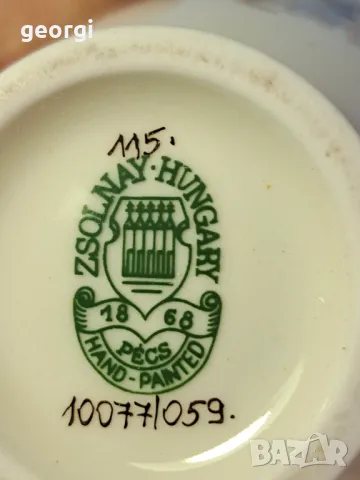 georgi
115.
ZSOLNAY · HUNGARY
18 68
PÉCS
HAND-PAINTED
10077/059.
BAZAR